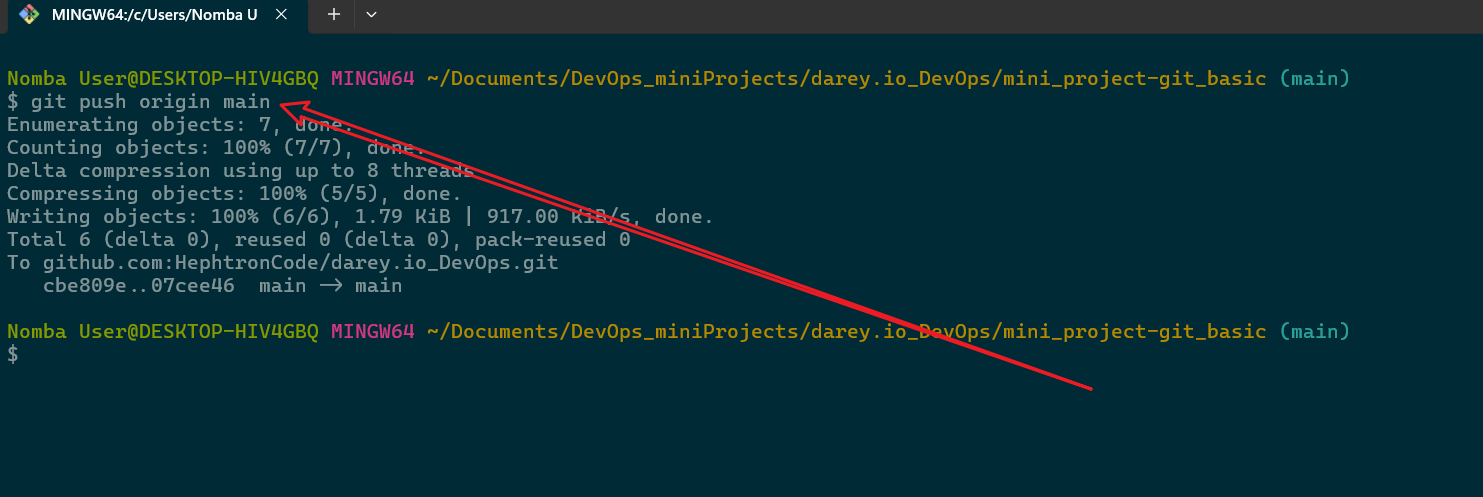 MINGW64:/c/Users/Nomba U
Nomba User@DESKTOP-HIV4GBQ MINGW64 ~/Documents/DevOps_miniProjects/darey.io_DevOps/mini_project-git_basic (main)
$ git push origin main
Enumerating objects: 7, done.
Counting objects: 100% (7/7), done.
Delta compression using up to 8 threads
Compressing objects: 100% (5/5), done.
Writing objects: 100% (6/6), 1.79 KiB | 917.00 KiB/s, done.
Total 6 (delta 0), reused 0 (delta 0), pack-reused 0
To github.com:HephtronCode/darey.io_DevOps.git
   cbe809e..07cee46  main -> main
Nomba User@DESKTOP-HIV4GBQ MINGW64 ~/Documents/DevOps_miniProjects/darey.io_DevOps/mini_project-git_basic (main)
$